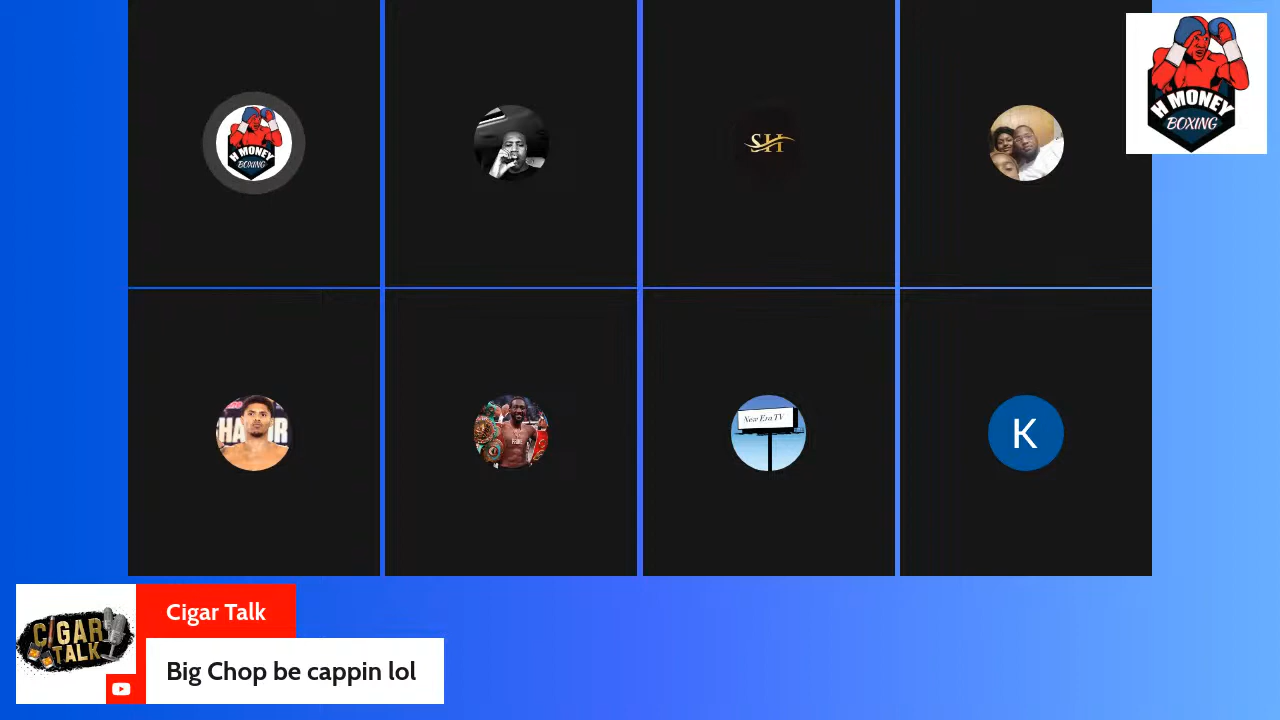 H MONEY
BOXING
SH
H MONEY
BOXING
New Era TV
K
CIGAR
TALK
Cigar Talk
Big Chop be cappin lol